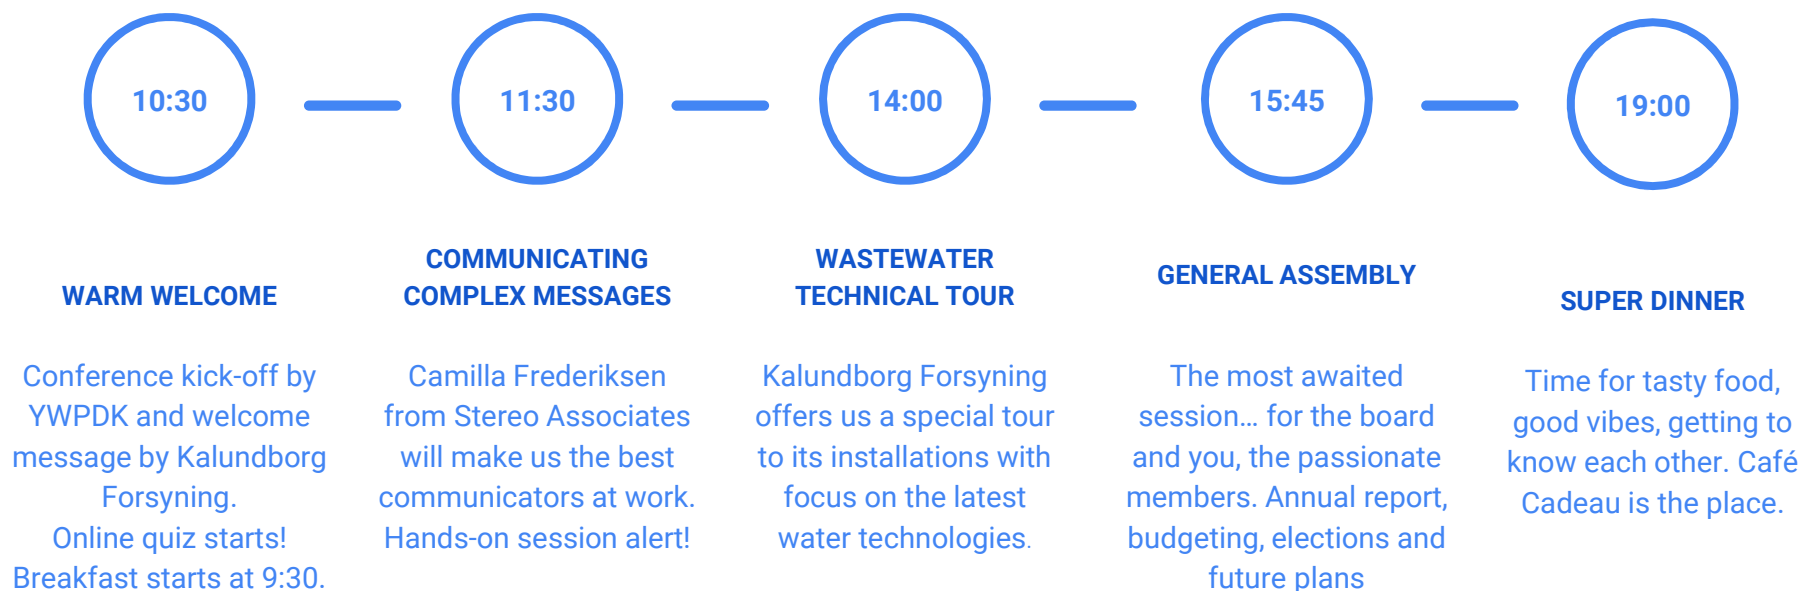 10:30
WARM WELCOME
Conference kick-off by
YWPDK and welcome
message by Kalundborg
Forsyning.
Online quiz starts!
Breakfast starts at 9:30.
11:30
COMMUNICATING
COMPLEX MESSAGES
Camilla Frederiksen
from Stereo Associates
will make us the best
communicators at work.
Hands-on session alert!
14:00
WASTEWATER
TECHNICAL TOUR
Kalundborg Forsyning
offers us a special tour
to its installations with
focus on the latest
water technologies.
15:45
GENERAL ASSEMBLY
The most awaited
session... for the board
and you, the passionate
members. Annual report,
budgeting, elections and
future plans
19:00
SUPER DINNER
Time for tasty food,
good vibes, getting to
know each other. Café
Cadeau is the place.